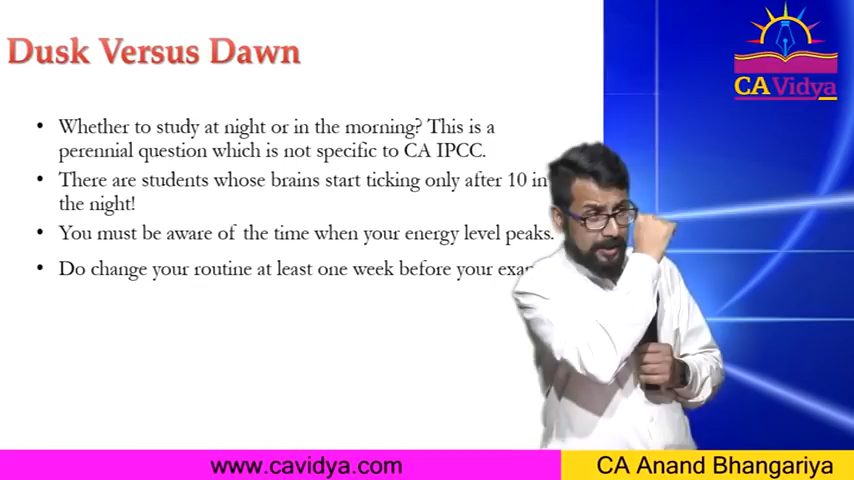 Dusk Versus Dawn
CA Vidya
• Whether to study at night or in the morning? This is a
perennial question which is not specific to CA IPCC.
• There are students whose brains start ticking only after 10 in
the night!
• You must be aware of the time when your energy level peaks.
• Do change your routine at least one week before your
www.cavidya.com
CA Anand Bhangariya